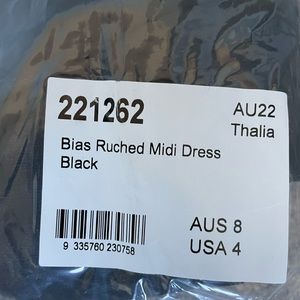 221262
AU22
Thalia
Bias Ruched Midi Dress
Black
AUS 8
USA 4
9 335760 230758